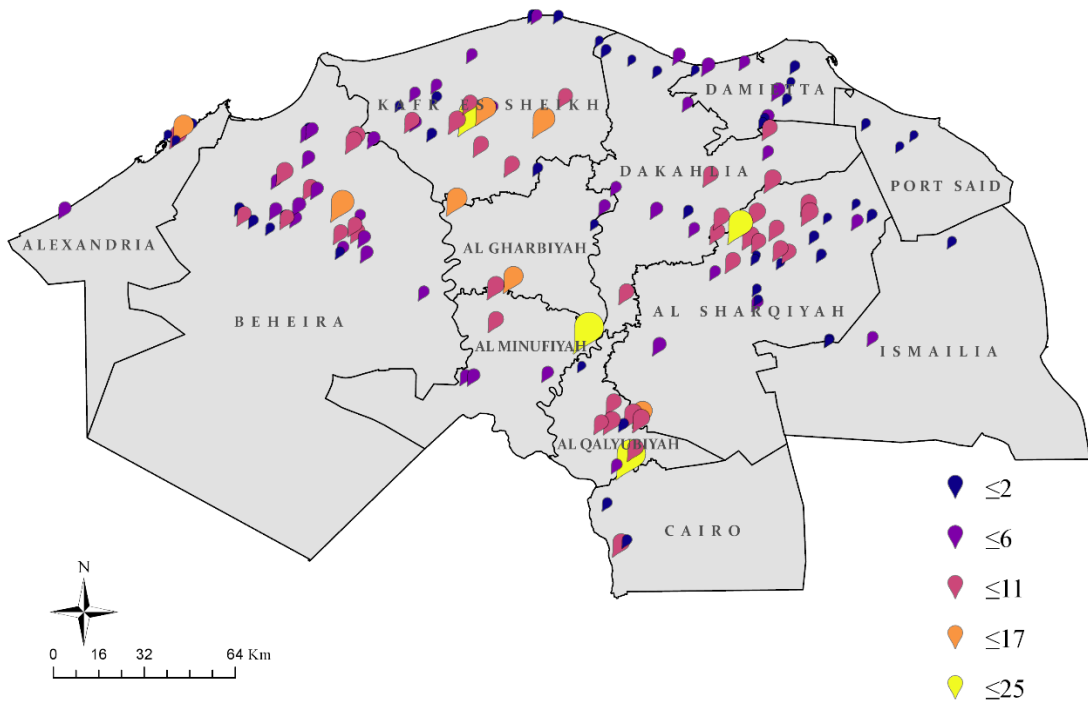 KAFR ES SHEIKH
DAMIETTA
DAKAHLIA
PORT SAID
ALEXANDRIA
AL GHARBIYAH
BEHEIRA
AL SHARQIYAH
AL MINUFIYAH
ISMAILIA
AL QALYUBIYAH
CAIRO
≤2
≤6
≤11
≤17
≤25
N
0 16 32 64 Km